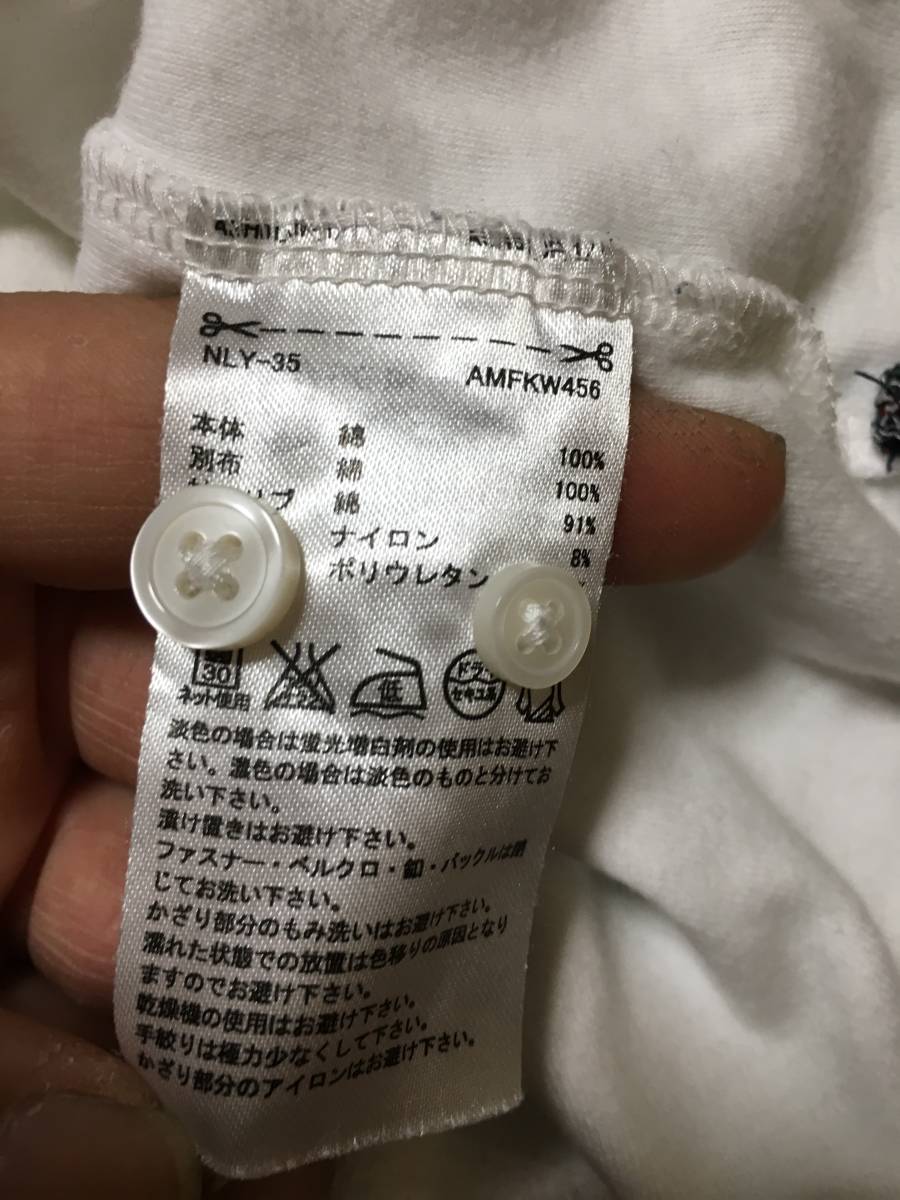 NLY-35
AMFKW456
本体 綿 100%
別布 綿 100%
リブ 綿 91%
ナイロン 8%
ポリウレタン
30
ネット使用
低
ドライ
セキユ系
淡色の場合は蛍光増白剤の使用はお避け下
さい。濃色の場合は淡色のものと分けてお
洗い下さい。
漬け置きはお避け下さい。
ファスナー・ベルクロ・釦・バックルは閉
じてお洗い下さい。
かざり部分のもみ洗いはお避け下さい。
濡れた状態での放置は色移りの原因となり
ますのでお避け下さい。
乾燥機の使用はお避け下さい。
手絞りは極力少なくして下さい。
かざり部分のアイロンはお避け下さい。